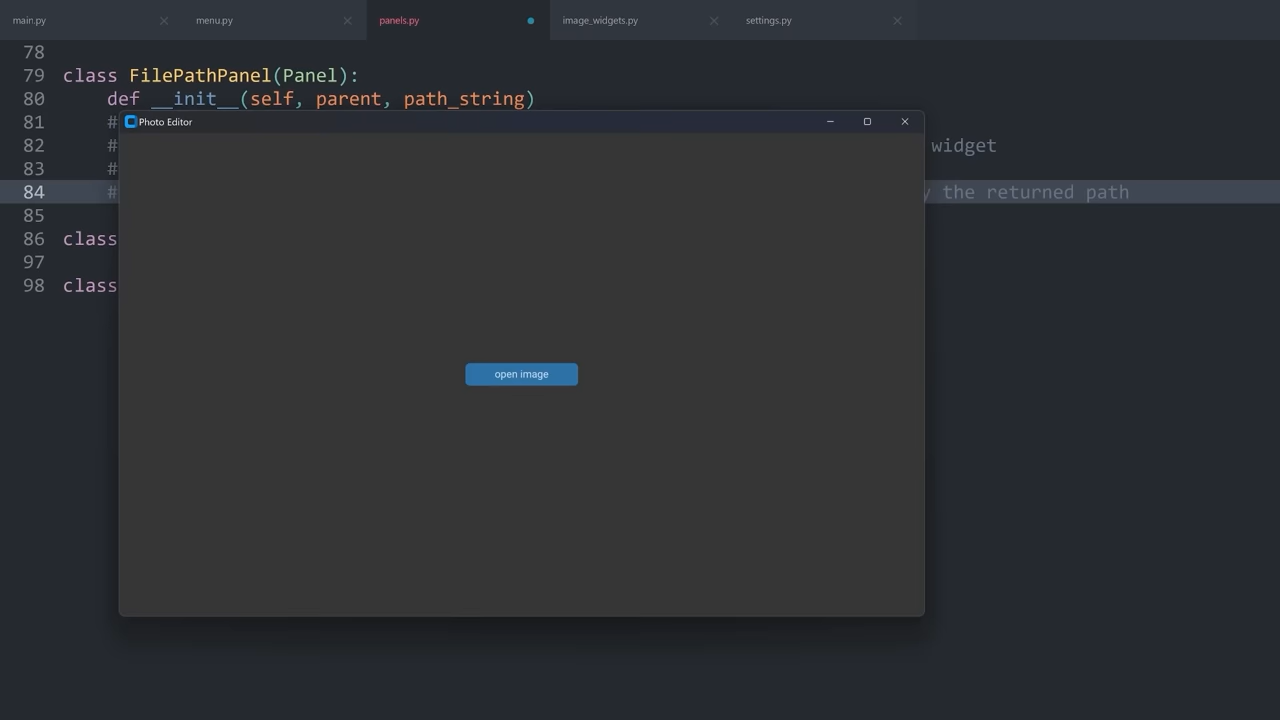 main.py
menu.py
panels.py
image_widgets.py
settings.py
78
79 class FilePathPanel(Panel):
80 def __init__(self, parent, path_string)
81 #
Photo Editor
82 # widget
83 #
84 # the returned path
85
86 class
97
98 class
open image